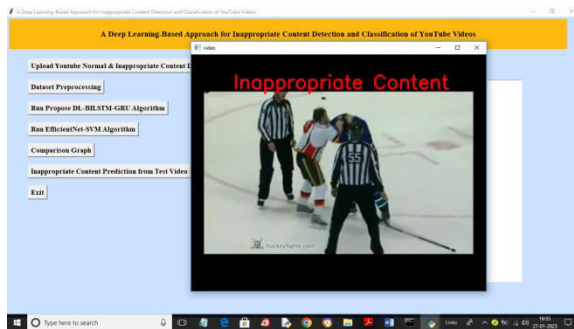 A Deep Learning-Based Approach for Inappropriate Content Detection and Classification of YouTube Videos
A Deep Learning-Based Approach for Inappropriate Content Detection and Classification of YouTube Videos
video
Upload Youtube Normal & Inappropriate Content D
Inappropriate Content
Dataset Preprocessing
Run Propose DL-BILSTM-GRU Algorithm
Run EfficientNet-SVM Algorithm
Comparison Graph
Inappropriate Content Prediction from Test Video
Exit
55
hockeyfights.com
Type here to search
Links
16:55
27-01-2023